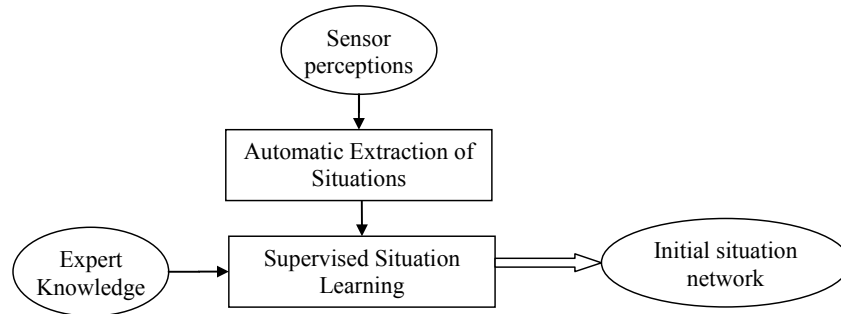 Sensor
perceptions
Automatic Extraction of
Situations
Expert
Knowledge
Supervised Situation
Learning
Initial situation
network